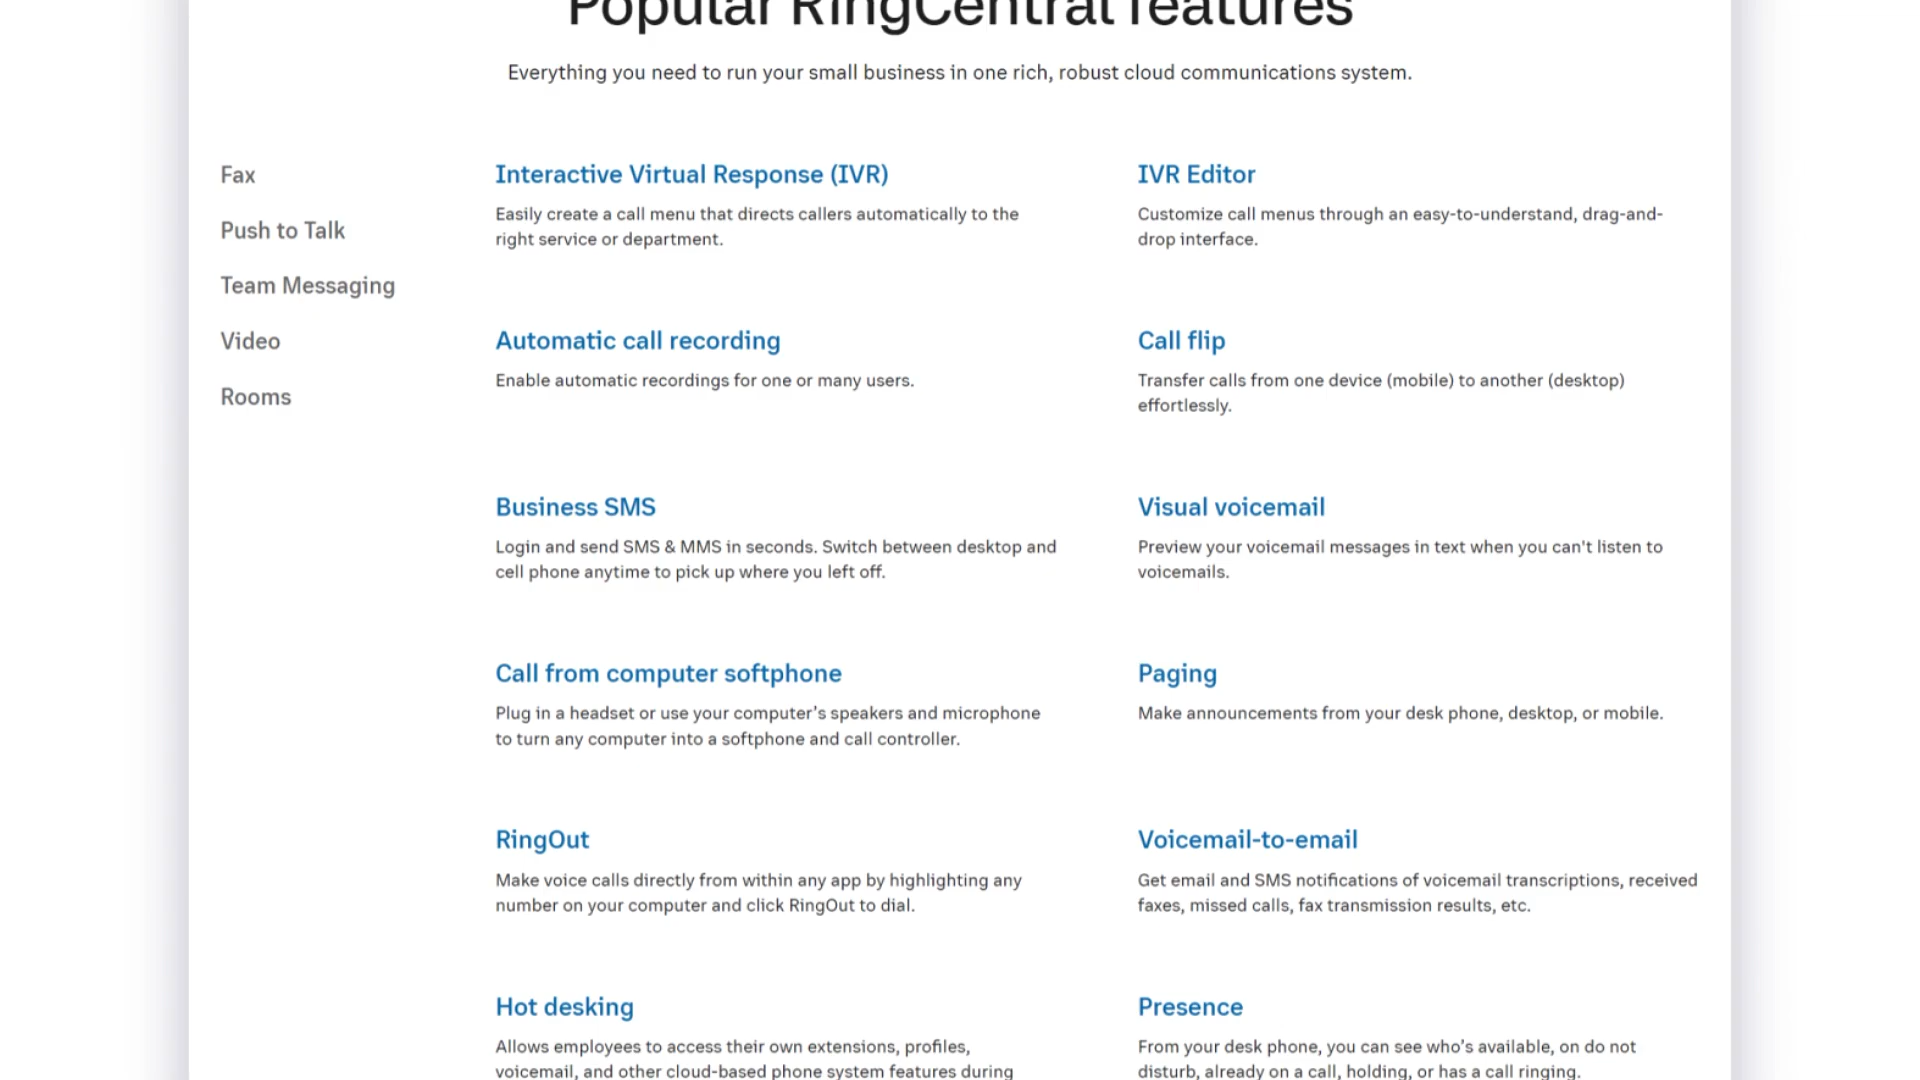 Popular RingCentral features
Everything you need to run your small business in one rich, robust cloud communications system.
Fax
Push to Talk
Team Messaging
Video
Rooms
Interactive Virtual Response (IVR)
Easily create a call menu that directs callers automatically to the
right service or department.
IVR Editor
Customize call menus through an easy-to-understand, drag-and-
drop interface.
Automatic call recording
Enable automatic recordings for one or many users.
Call flip
Transfer calls from one device (mobile) to another (desktop)
effortlessly.
Business SMS
Login and send SMS & MMS in seconds. Switch between desktop and
cell phone anytime to pick up where you left off.
Visual voicemail
Preview your voicemail messages in text when you can't listen to
voicemails.
Call from computer softphone
Plug in a headset or use your computer’s speakers and microphone
to turn any computer into a softphone and call controller.
Paging
Make announcements from your desk phone, desktop, or mobile.
RingOut
Make voice calls directly from within any app by highlighting any
number on your computer and click RingOut to dial.
Voicemail-to-email
Get email and SMS notifications of voicemail transcriptions, received
faxes, missed calls, fax transmission results, etc.
Hot desking
Allows employees to access their own extensions, profiles,
voicemail, and other cloud-based phone system features during
Presence
From your desk phone, you can see who’s available, on do not
disturb, already on a call, holding, or has a call ringing.